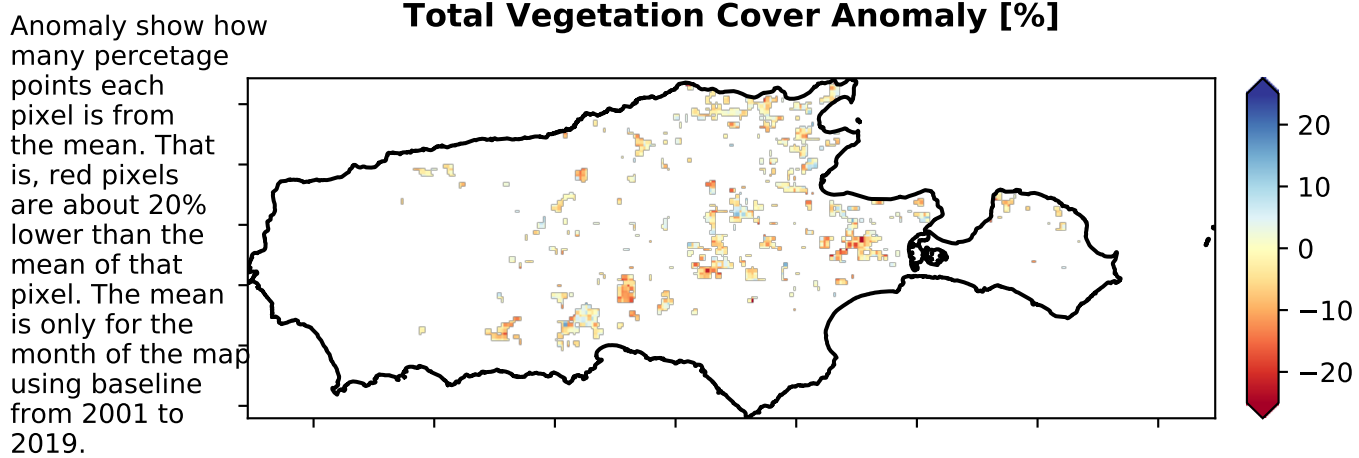 Total Vegetation Cover Anomaly [%]
Anomaly show how
many percetage
points each
pixel is from
the mean. That
is, red pixels
are about 20%
lower than the
mean of that
pixel. The mean
is only for the
month of the map
using baseline
from 2001 to
2019.
20
10
0
−10
−20